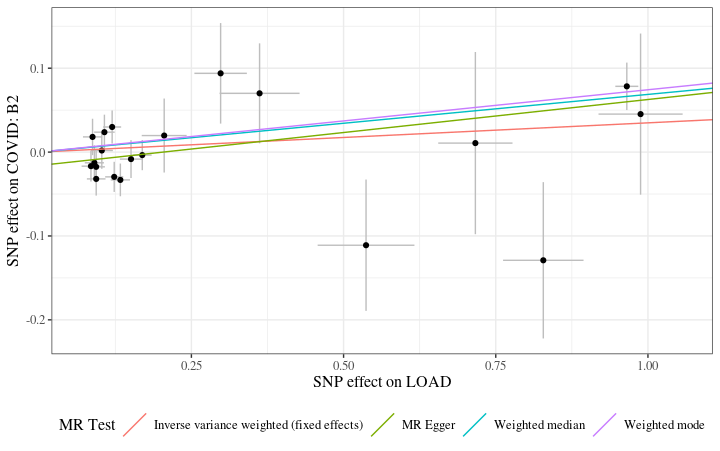 SNP effect on COVID: B2
0.1
0.0
-0.1
-0.2
0.25
0.50
0.75
1.00
SNP effect on LOAD
MR Test
Inverse variance weighted (fixed effects)
MR Egger
Weighted median
Weighted mode